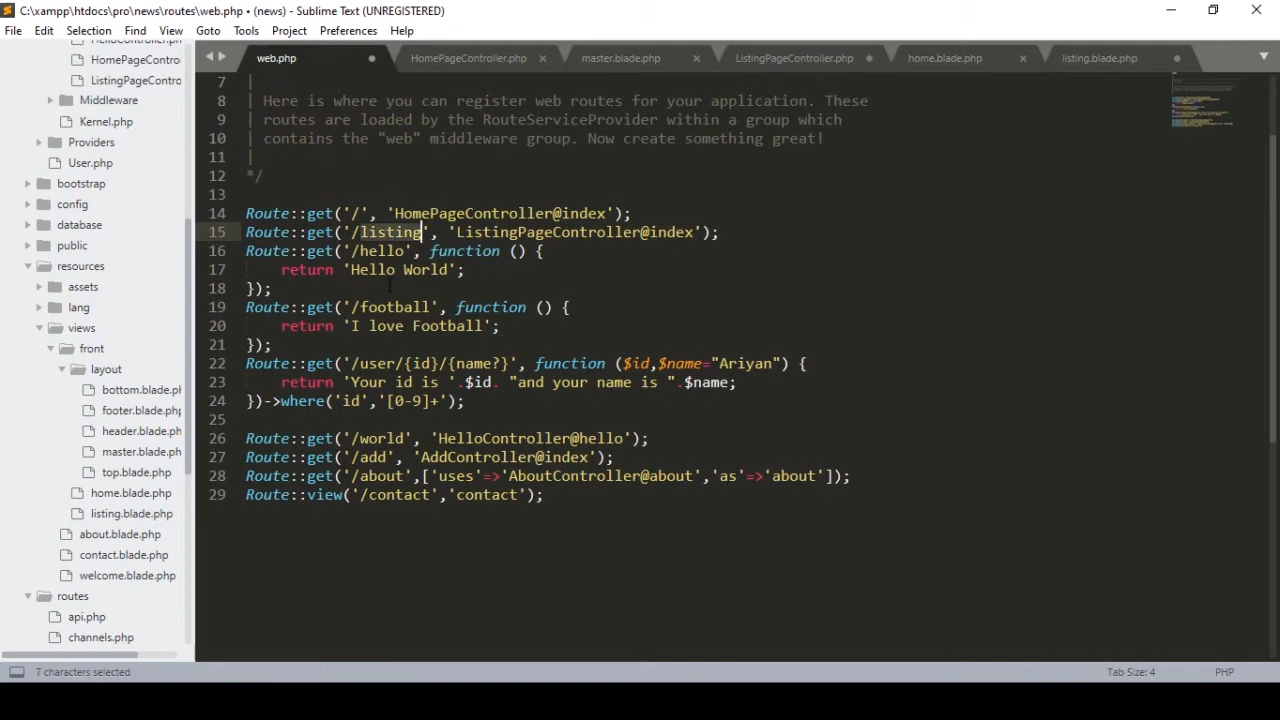 C:\xampp\htdocs\pro\news\routes\web.php • (news) - Sublime Text (UNREGISTERED)
File Edit Selection Find View Goto Tools Project Preferences Help
web.php HomePageController.php master.blade.php ListingPageController.php home.blade.php listing.blade.php
HomePageContro
ListingPageContro
Middleware
Kernel.php
Providers
User.php
bootstrap
config
database
public
resources
assets
lang
views
front
layout
bottom.blade.ph
footer.blade.php
header.blade.ph
master.blade.ph
top.blade.php
home.blade.php
listing.blade.php
about.blade.php
contact.blade.php
welcome.blade.php
routes
api.php
channels.php
7 |
8 | Here is where you can register web routes for your application. These
9 | routes are loaded by the RouteServiceProvider within a group which
10 | contains the "web" middleware group. Now create something great!
11 |
12 */
13
14 Route::get('/', 'HomePageController@index');
15 Route::get('/listing', 'ListingPageController@index');
16 Route::get('/hello', function () {
17 return 'Hello World';
18 });
19 Route::get('/football', function () {
20 return 'I love Football';
21 });
22 Route::get('/user/{id}/{name?}', function ($id,$name="Ariyan") {
23 return 'Your id is '.$id. "and your name is ".$name;
24 })->where('id','[0-9]+');
25
26 Route::get('/world', 'HelloController@hello');
27 Route::get('/add', 'AddController@index');
28 Route::get('/about',['uses'=>'AboutController@about','as'=>'about']);
29 Route::view('/contact','contact');
7 characters selected Tab Size: 4 PHP